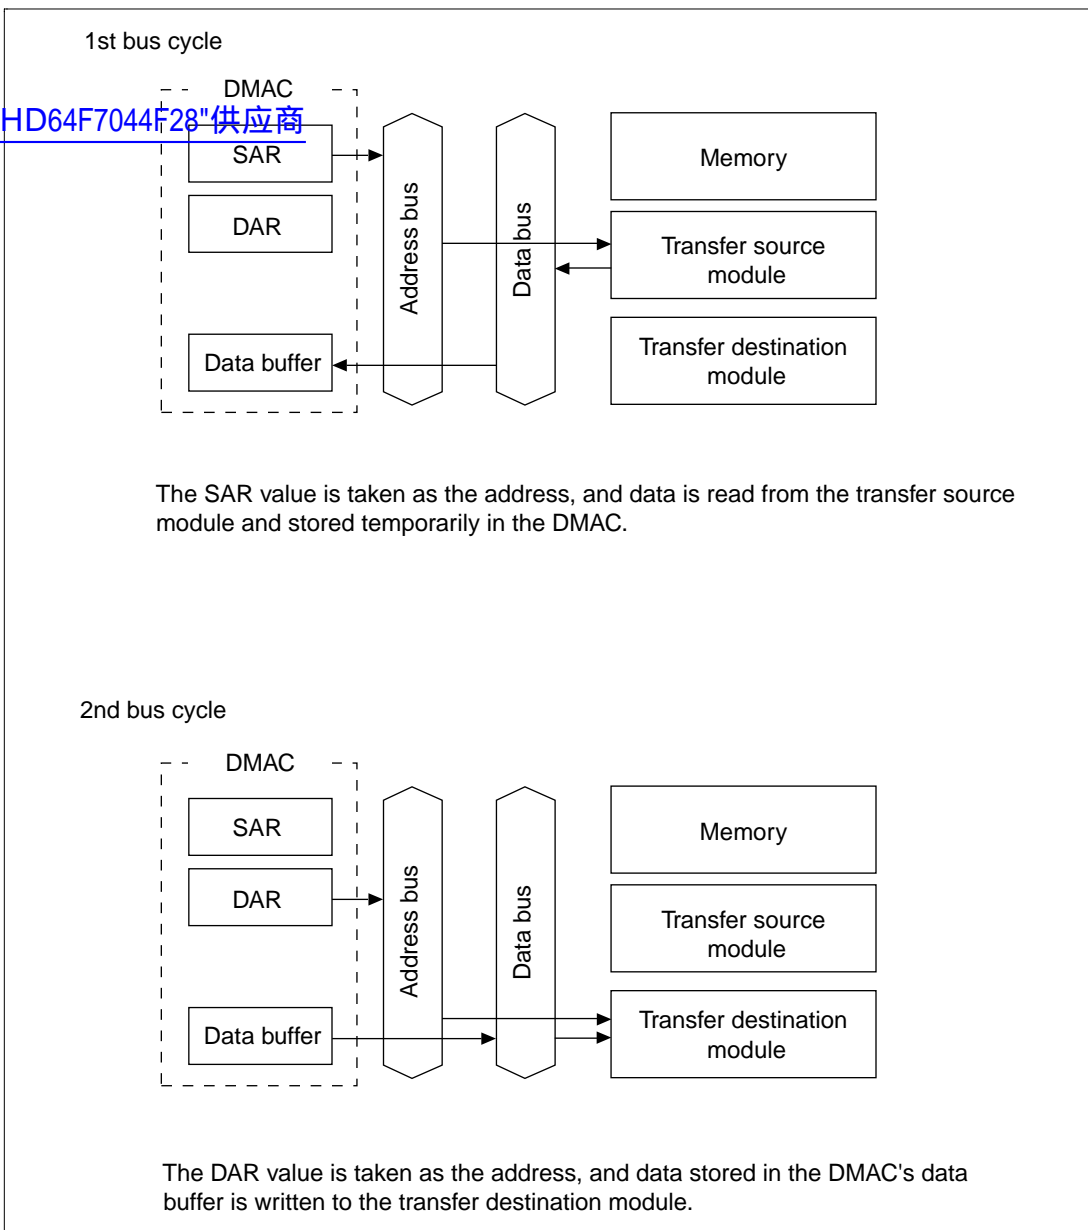 1st bus cycle
DMAC
HD64F7044F28"供应商
SAR
DAR
Data buffer
Address bus
Data bus
Memory
Transfer source
module
Transfer destination
module
The SAR value is taken as the address, and data is read from the transfer source
module and stored temporarily in the DMAC.
2nd bus cycle
DMAC
SAR
DAR
Data buffer
Address bus
Data bus
Memory
Transfer source
module
Transfer destination
module
The DAR value is taken as the address, and data stored in the DMAC's data
buffer is written to the transfer destination module.